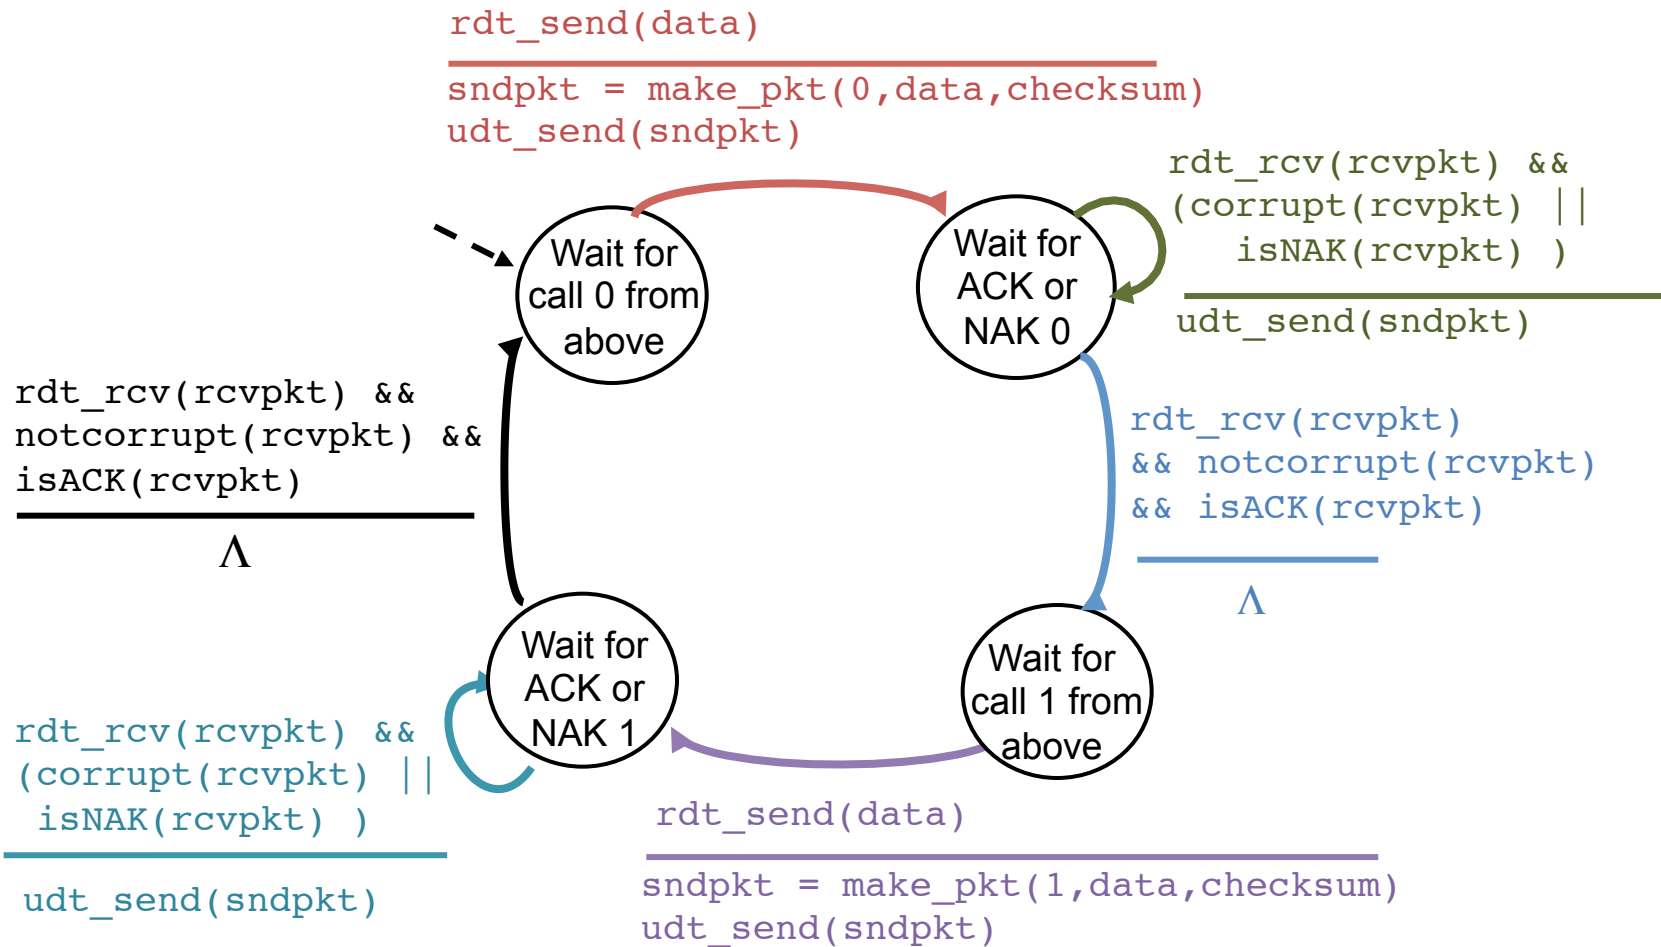 rdt_send(data)
sndpkt = make_pkt(0,data,checksum)
udt_send(sndpkt)
rdt_rcv(rcvpkt) &&
(corrupt(rcvpkt) ||
isNAK(rcvpkt) )
udt_send(sndpkt)
Wait for
call 0 from
above
Wait for
ACK or
NAK 0
rdt_rcv(rcvpkt) &&
notcorrupt(rcvpkt) &&
isACK(rcvpkt)
Λ
rdt_rcv(rcvpkt)
&& notcorrupt(rcvpkt)
&& isACK(rcvpkt)
Λ
Wait for
ACK or
NAK 1
Wait for
call 1 from
above
rdt_rcv(rcvpkt) &&
(corrupt(rcvpkt) ||
isNAK(rcvpkt) )
udt_send(sndpkt)
rdt_send(data)
sndpkt = make_pkt(1,data,checksum)
udt_send(sndpkt)